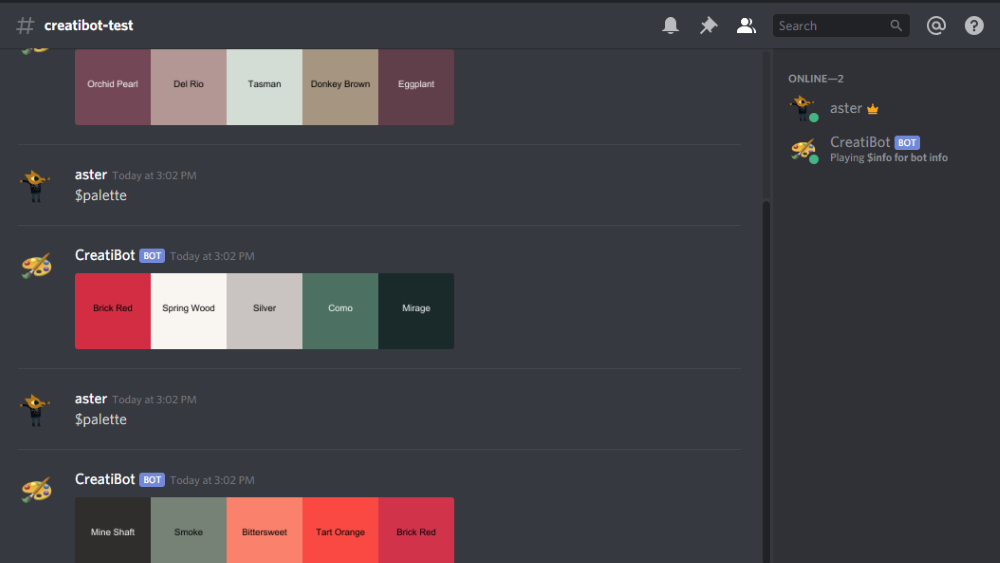 # creatibot-test
Search
Orchid Pearl Del Rio Tasman Donkey Brown Eggplant
aster Today at 3:02 PM
$palette
CreatiBot BOT Today at 3:02 PM
Brick Red Spring Wood Silver Como Mirage
aster Today at 3:02 PM
$palette
CreatiBot BOT Today at 3:02 PM
Mine Shaft Smoke Bittersweet Tart Orange Brick Red
ONLINE—2
aster
CreatiBot BOT
Playing $info for bot info